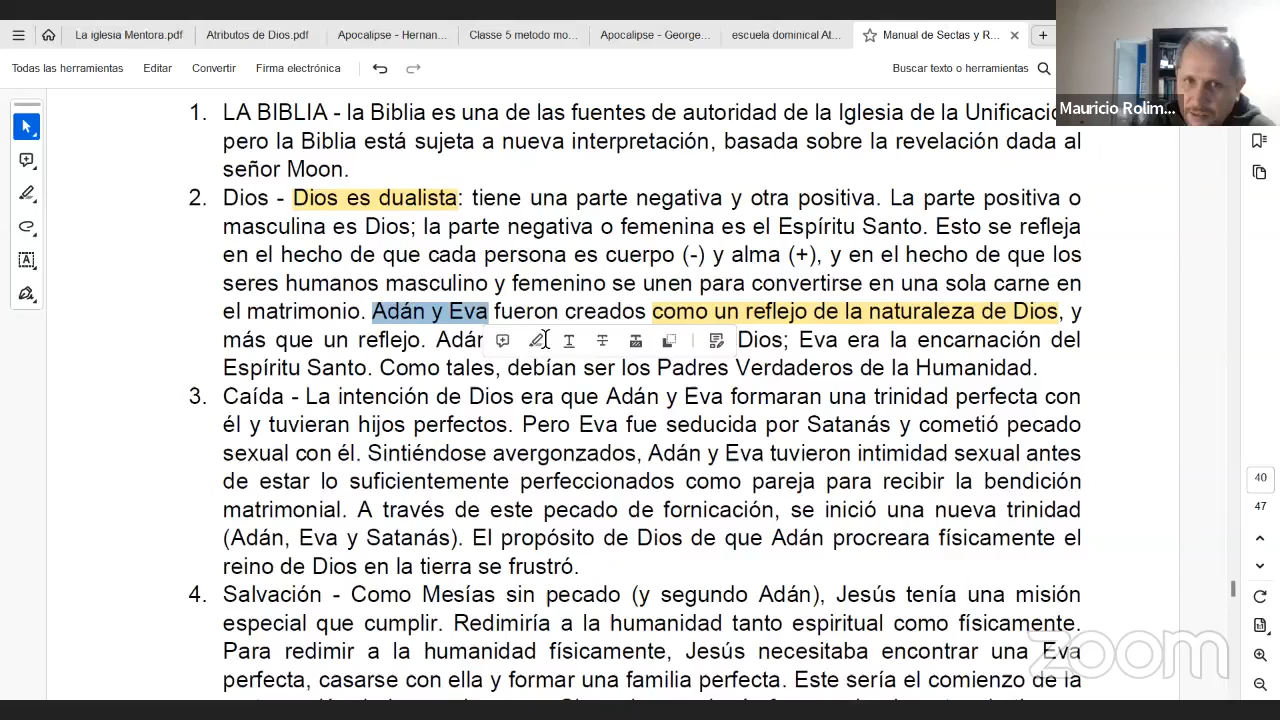 La iglesia Mentora.pdf
Atributos de Dios.pdf
Apocalipse - Hernan...
Classe 5 metodo mo...
Apocalipse - George...
escuela dominical Al...
Manual de Sectas y R...
Todas las herramientas
Editar
Convertir
Firma electrónica
Buscar texto o herramientas
Mauricio Rolim...
1. LA BIBLIA - la Biblia es una de las fuentes de autoridad de la Iglesia de la
pero la Biblia está sujeta a nueva interpretación, basada sobre la revelación dada al
señor Moon.
2. Dios - Dios es dualista: tiene una parte negativa y otra positiva. La parte positiva o
masculina es Dios; la parte negativa o femenina es el Espíritu Santo. Esto se refleja
en el hecho de que cada persona es cuerpo (-) y alma (+), y en el hecho de que los
seres humanos masculino y femenino se unen para convertirse en una sola carne en
el matrimonio. Adán y Eva fueron creados como un reflejo de la naturaleza de Dios, y
más que un reflejo. Adán Dios; Eva era la encarnación del
Espíritu Santo. Como tales, debían ser los Padres Verdaderos de la Humanidad.
3. Caída - La intención de Dios era que Adán y Eva formaran una trinidad perfecta con
él y tuvieran hijos perfectos. Pero Eva fue seducida por Satanás y cometió pecado
sexual con él. Sintiéndose avergonzados, Adán y Eva tuvieron intimidad sexual antes
de estar lo suficientemente perfeccionados como pareja para recibir la bendición
matrimonial. A través de este pecado de fornicación, se inició una nueva trinidad
(Adán, Eva y Satanás). El propósito de Dios de que Adán procreara físicamente el
reino de Dios en la tierra se frustró.
4. Salvación - Como Mesías sin pecado (y segundo Adán), Jesús tenía una misión
especial que cumplir. Redimiría a la humanidad tanto espiritual como físicamente.
Para redimir a la humanidad físicamente, Jesús necesitaba encontrar una Eva
perfecta, casarse con ella y formar una familia perfecta. Este sería el comienzo de la
40
47
zoom